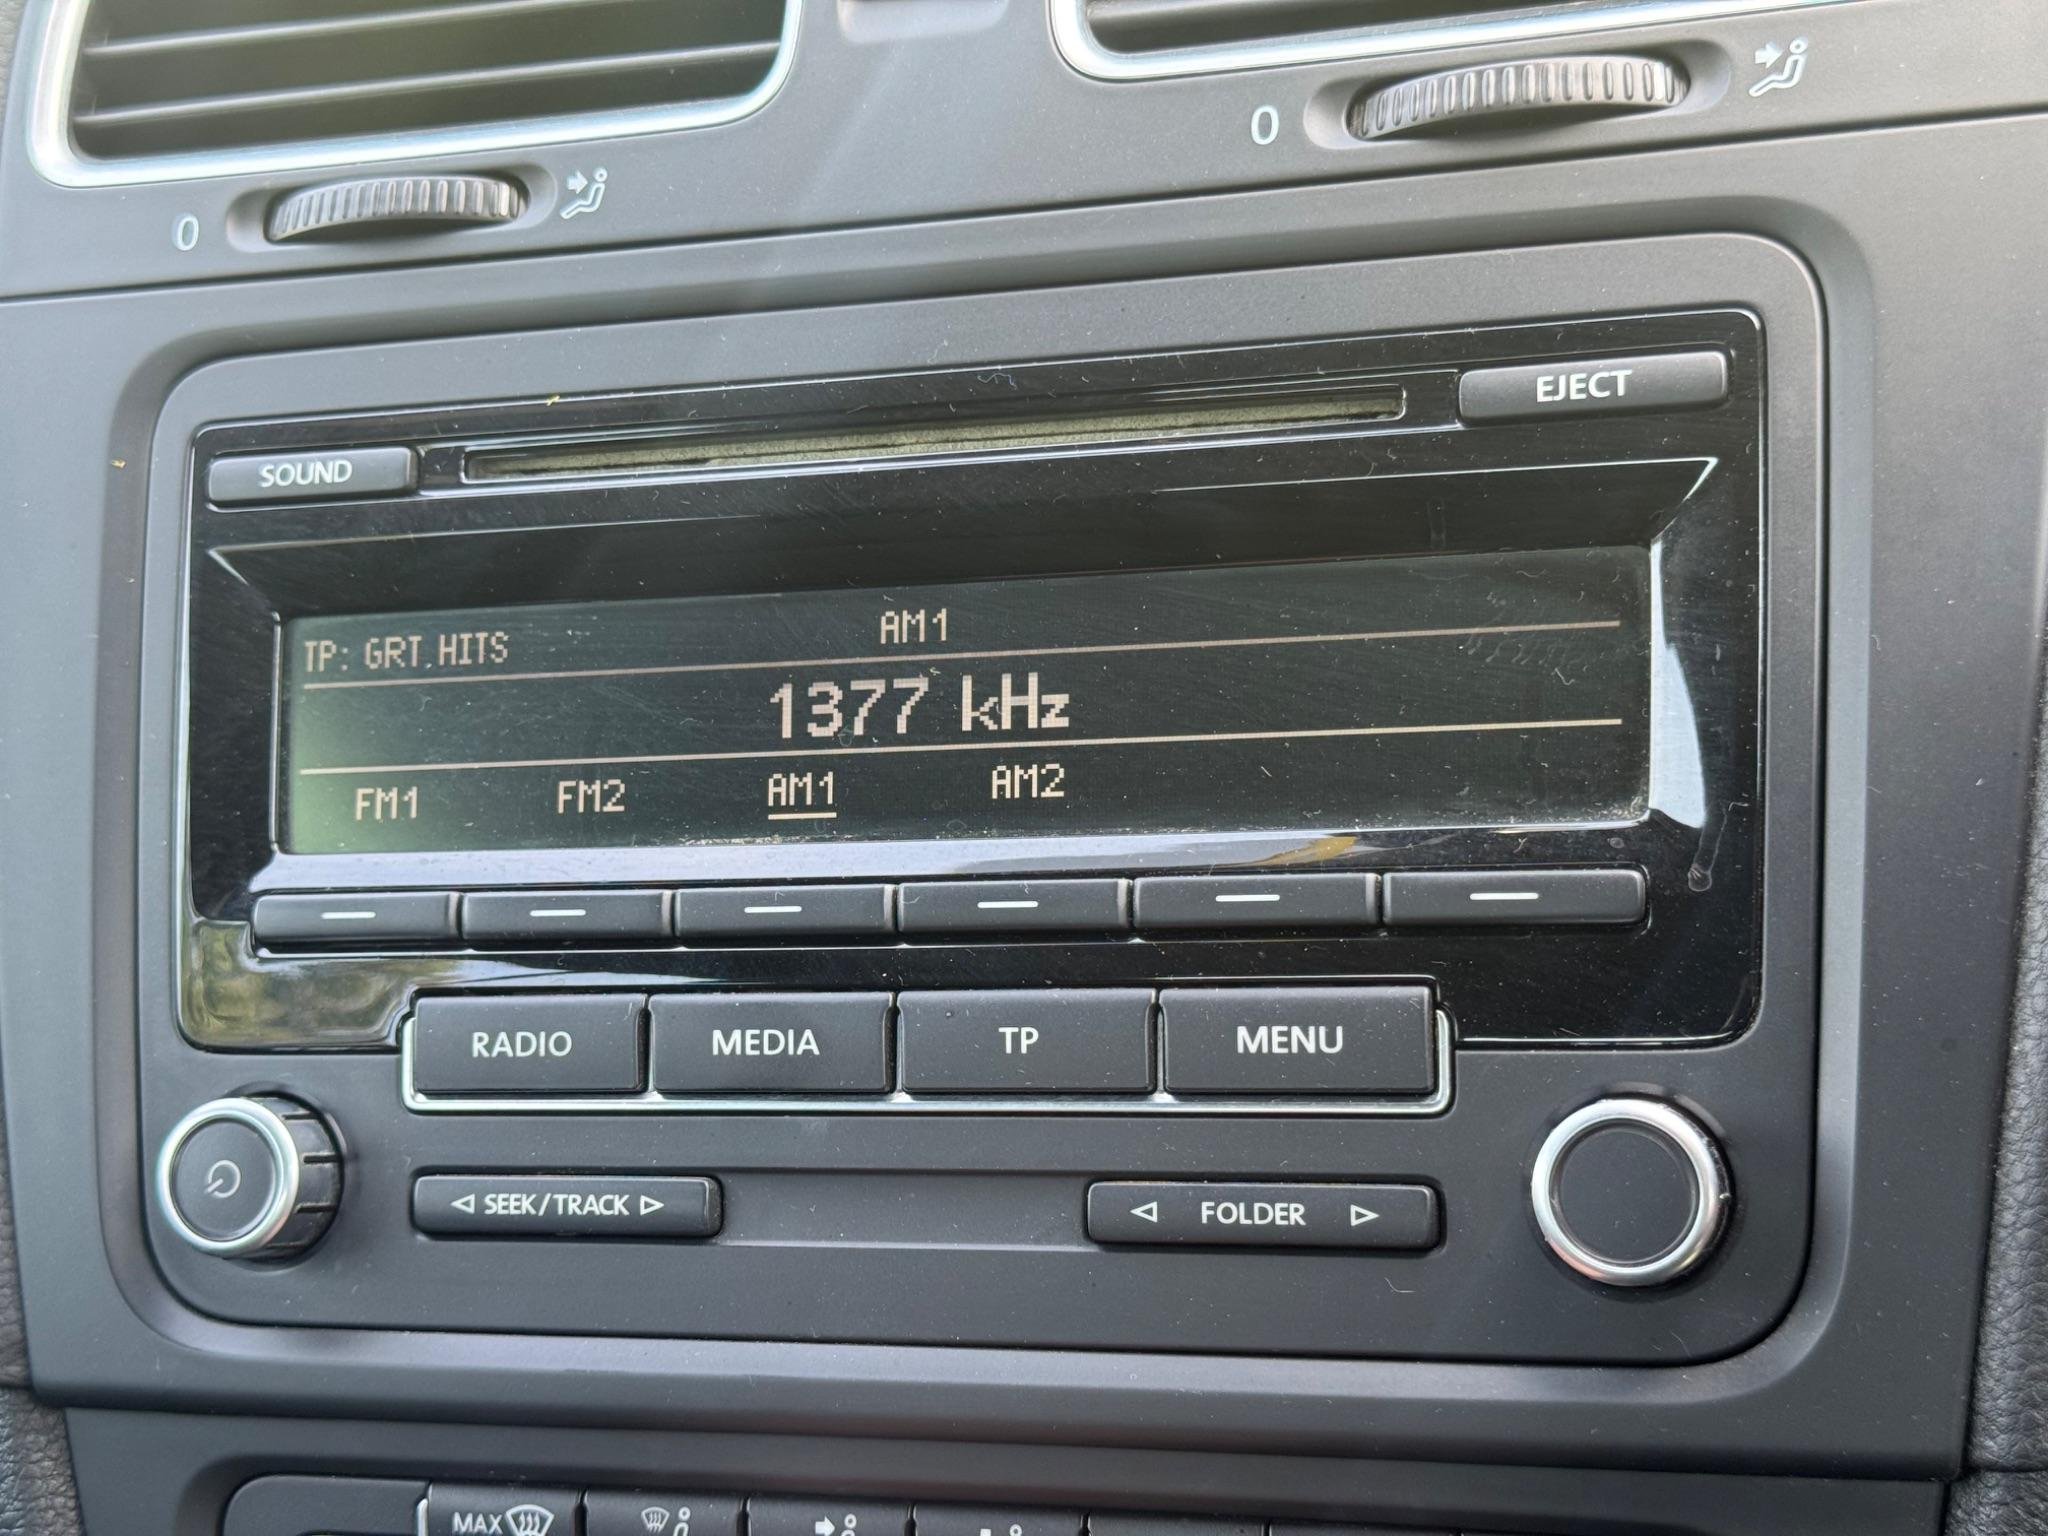 0
0
EJECT
SOUND
AM1
TP: GRT.HITS
1377 kHz
FM1 FM2 AM1 AM2
RADIO MEDIA TP MENU
SEEK/TRACK FOLDER
MAX